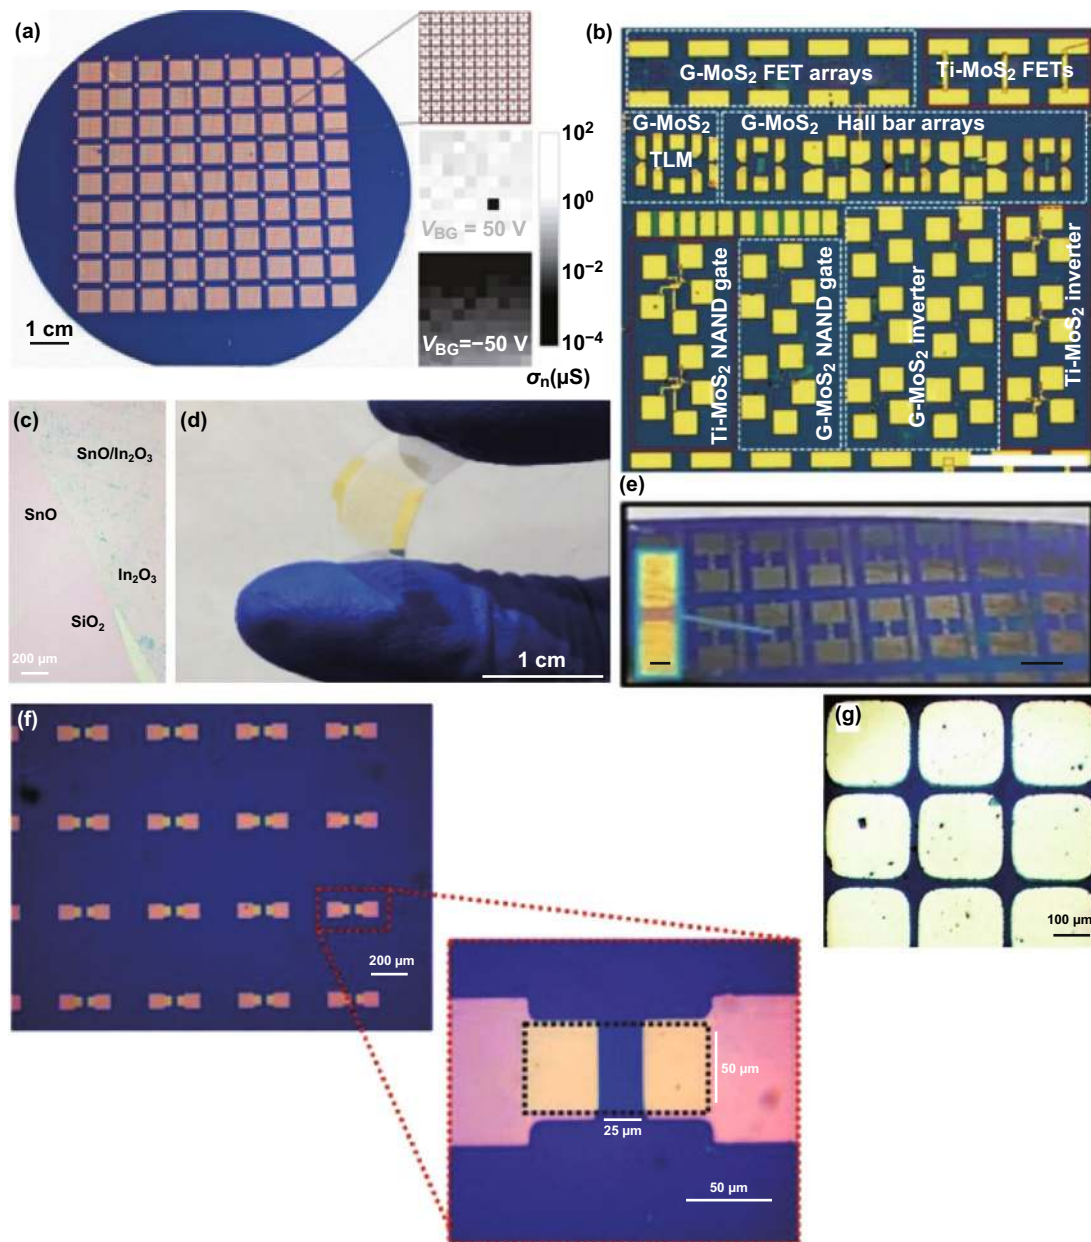 (a)
1 cm
V_BG = 50 V
V_BG=−50 V
10²
10⁰
10⁻²
10⁻⁴
σₙ(μS)
(b)
G-MoS₂ FET arrays
Ti-MoS₂ FETs
G-MoS₂
TLM
G-MoS₂ Hall bar arrays
Ti-MoS₂ NAND gate
G-MoS₂ NAND gate
G-MoS₂ inverter
Ti-MoS₂ inverter
(c)
SnO/In₂O₃
SnO
In₂O₃
SiO₂
200 μm
(d)
1 cm
(e)
(f)
200 μm
50 μm
25 μm
50 μm
(g)
100 μm